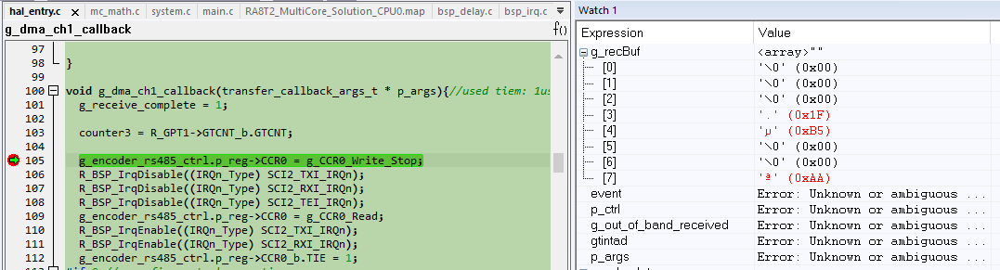 hal_entry.c × mc_math.c system.c main.c RA8T2_MultiCore_Solution_CPU0.map bsp_delay.c bsp_irq.c
g_dma_ch1_callback f()
97
98 }
99
100 void g_dma_ch1_callback(transfer_callback_args_t * p_args){//used tiem: 1us
101 g_receive_complete = 1;
102
103 counter3 = R_GPT1->GTCNT_b.GTCNT;
104
105 g_encoder_rs485_ctrl.p_reg->CCR0 = g_CCR0_Write_Stop;
106 R_BSP_IrqDisable((IRQn_Type) SCI2_TXI_IRQn);
107 R_BSP_IrqDisable((IRQn_Type) SCI2_RXI_IRQn);
108 R_BSP_IrqDisable((IRQn_Type) SCI2_TEI_IRQn);
109 g_encoder_rs485_ctrl.p_reg->CCR0 = g_CCR0_Read;
110 R_BSP_IrqEnable((IRQn_Type) SCI2_TXI_IRQn);
111 R_BSP_IrqEnable((IRQn_Type) SCI2_RXI_IRQn);
112 g_encoder_rs485_ctrl.p_reg->CCR0_b.TIE = 1;
Watch 1
Expression Value
g_recBuf <array>""
[0] '\0' (0x00)
[1] '\0' (0x00)
[2] '\0' (0x00)
[3] '.' (0x1F)
[4] 'µ' (0xB5)
[5] '\0' (0x00)
[6] '\0' (0x00)
[7] 'ª' (0xAA)
event Error: Unknown or ambiguous ...
p_ctrl Error: Unknown or ambiguous ...
g_out_of_band_received Error: Unknown or ambiguous ...
gtintad Error: Unknown or ambiguous ...
p_args Error: Unknown or ambiguous ...